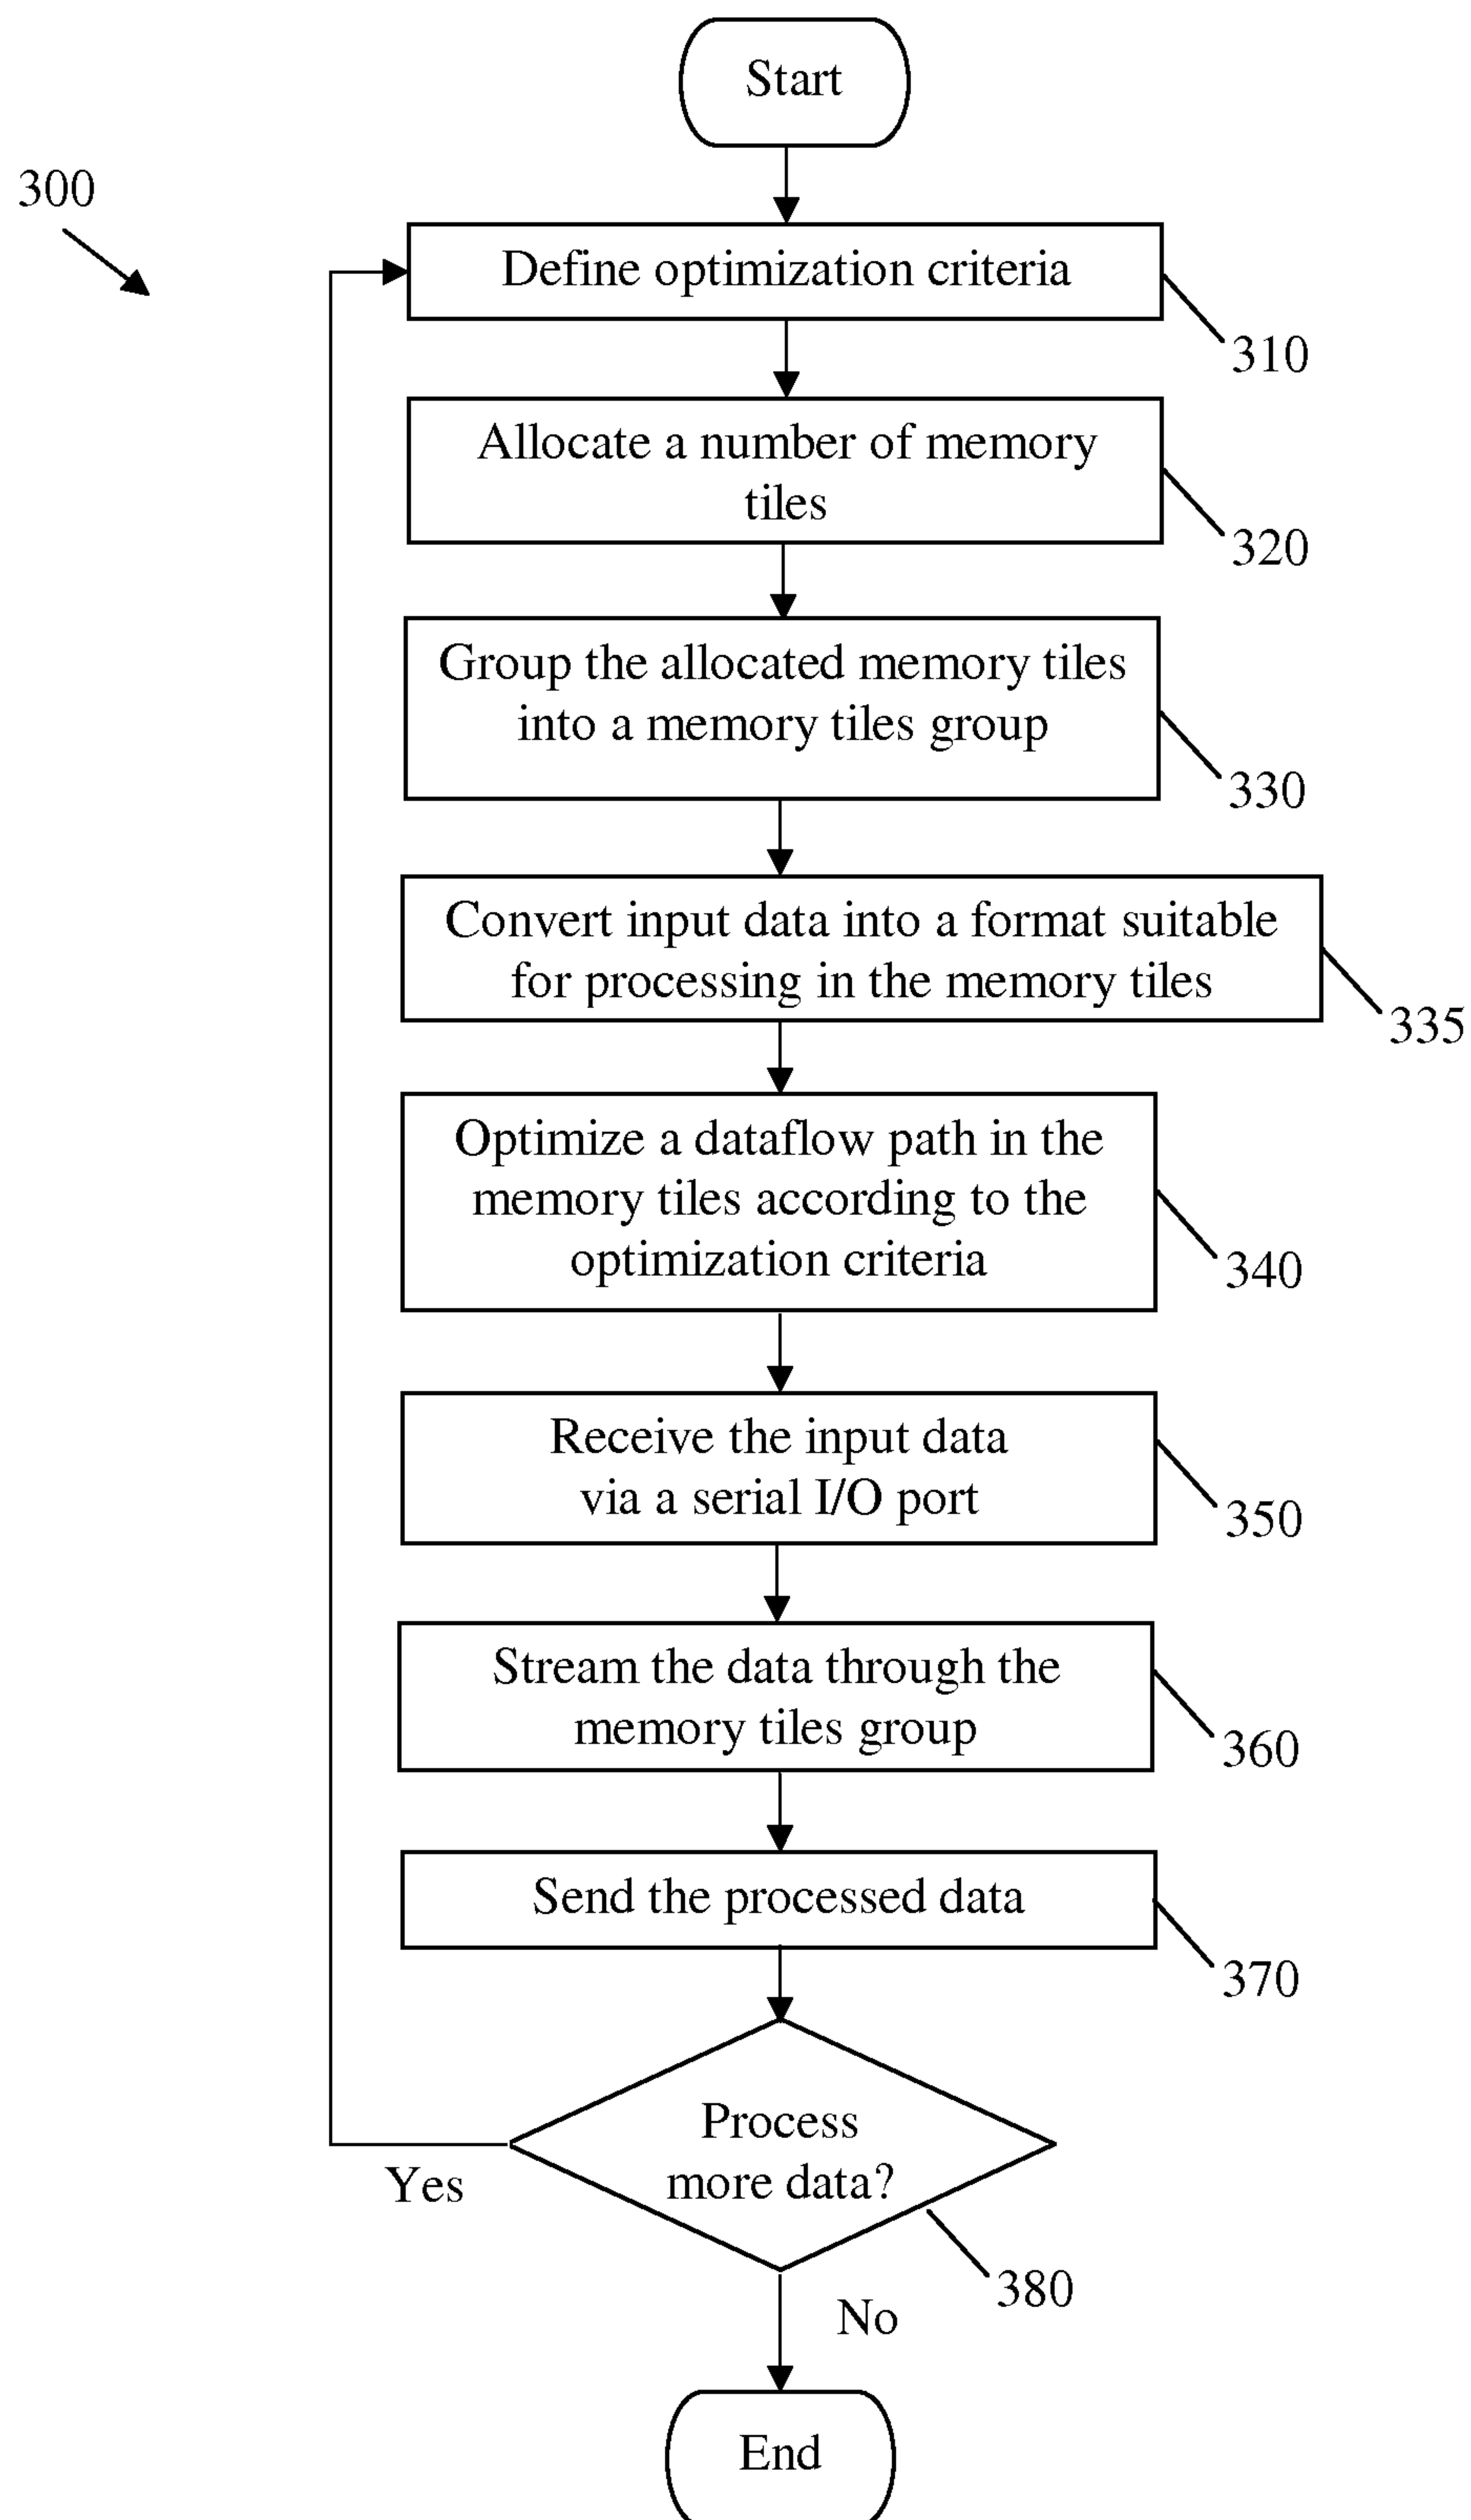 Start
300
Define optimization criteria
310
Allocate a number of memory
tiles
320
Group the allocated memory tiles
into a memory tiles group
330
Convert input data into a format suitable
for processing in the memory tiles
335
Optimize a dataflow path in the
memory tiles according to the
optimization criteria
340
Receive the input data
via a serial I/O port
350
Stream the data through the
memory tiles group
360
Send the processed data
370
Process
more data?
Yes
380
No
End